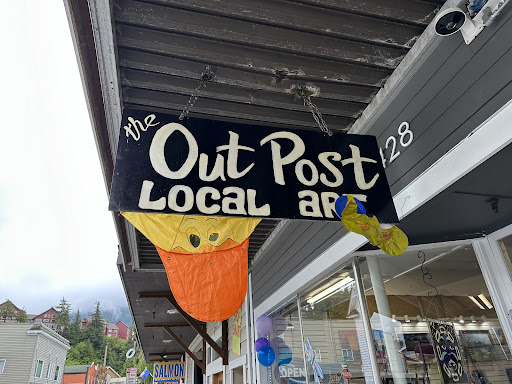 the
Out Post
LOCAL ART
428
OPEN
SALMON